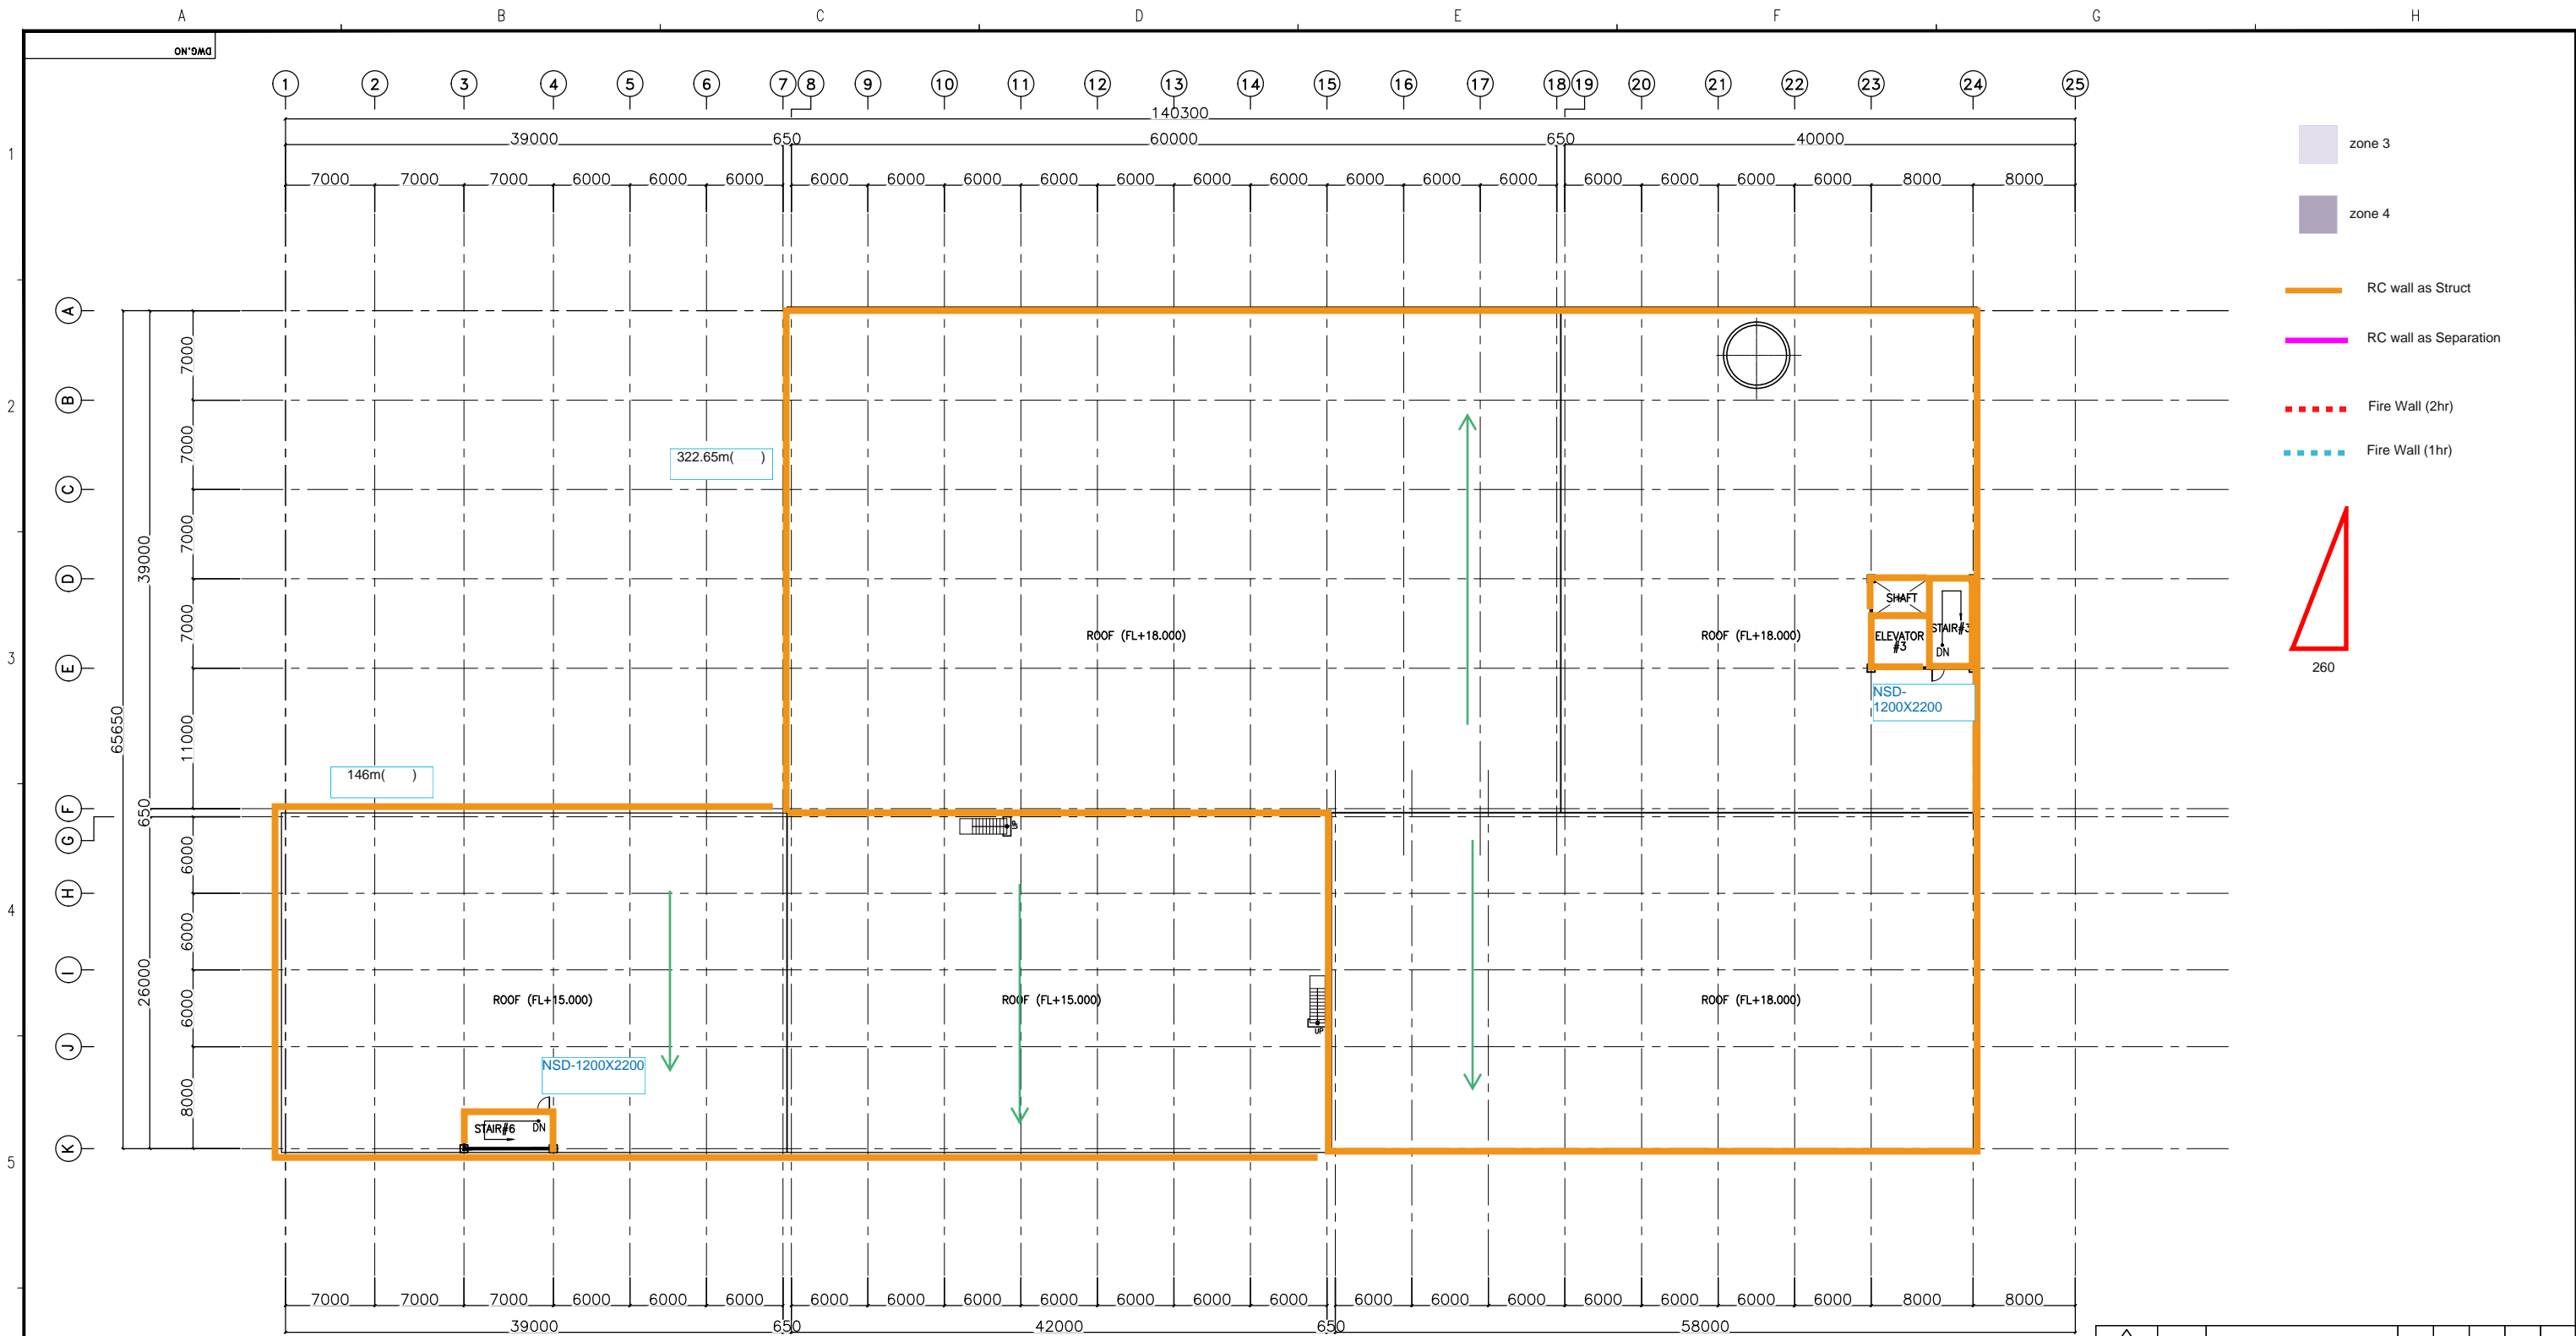 A B C D E F G H
DWG.NO
1 2 3 4 5 6 7 8 9 10 11 12 13 14 15 16 17 18 19 20 21 22 23 24 25
140300
39000 650 60000 650 40000
7000 7000 7000 6000 6000 6000 6000 6000 6000 6000 6000 6000 6000 6000 6000 6000 6000 6000 6000 6000 8000 8000
1
2
3
4
5
zone 3
zone 4
RC wall as Struct
RC wall as Separation
Fire Wall (2hr)
Fire Wall (1hr)
260
A
B
C
D
E
F
G
H
I
J
K
65650
39000
650
26000
7000
7000
7000
7000
11000
6000
6000
6000
8000
322.65m( )
146m( )
ROOF (FL+18.000)
ROOF (FL+18.000)
SHAFT
ELEVATOR
#3
STAIR#3
DN
NSD-
1200X2200
UP
ROOF (FL+15.000)
ROOF (FL+15.000)
ROOF (FL+18.000)
UP
NSD-1200X2200
STAIR#6
DN
7000 7000 7000 6000 6000 6000 6000 6000 6000 6000 6000 6000 6000 6000 6000 6000 6000 6000 6000 6000 8000 8000
39000 650 42000 650 58000